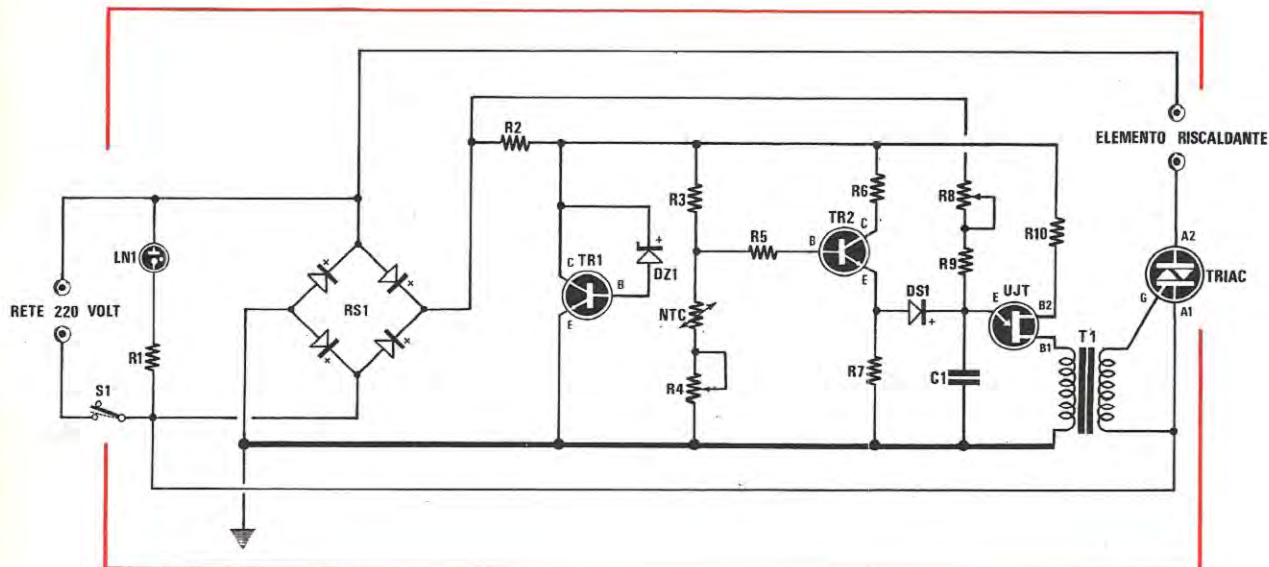 R2
ELEMENTO RISCALDANTE
R3
R6
R8
TR2
C
A2
LN1
R5
B
R10
TRIAC
C
TR1
+
DZ1
B
E
R9
G
RETE 220 VOLT
RS1
DS1
E
UJT
B2
A1
E
NTC
+
T1
R1
B1
R4
R7
C1
S1